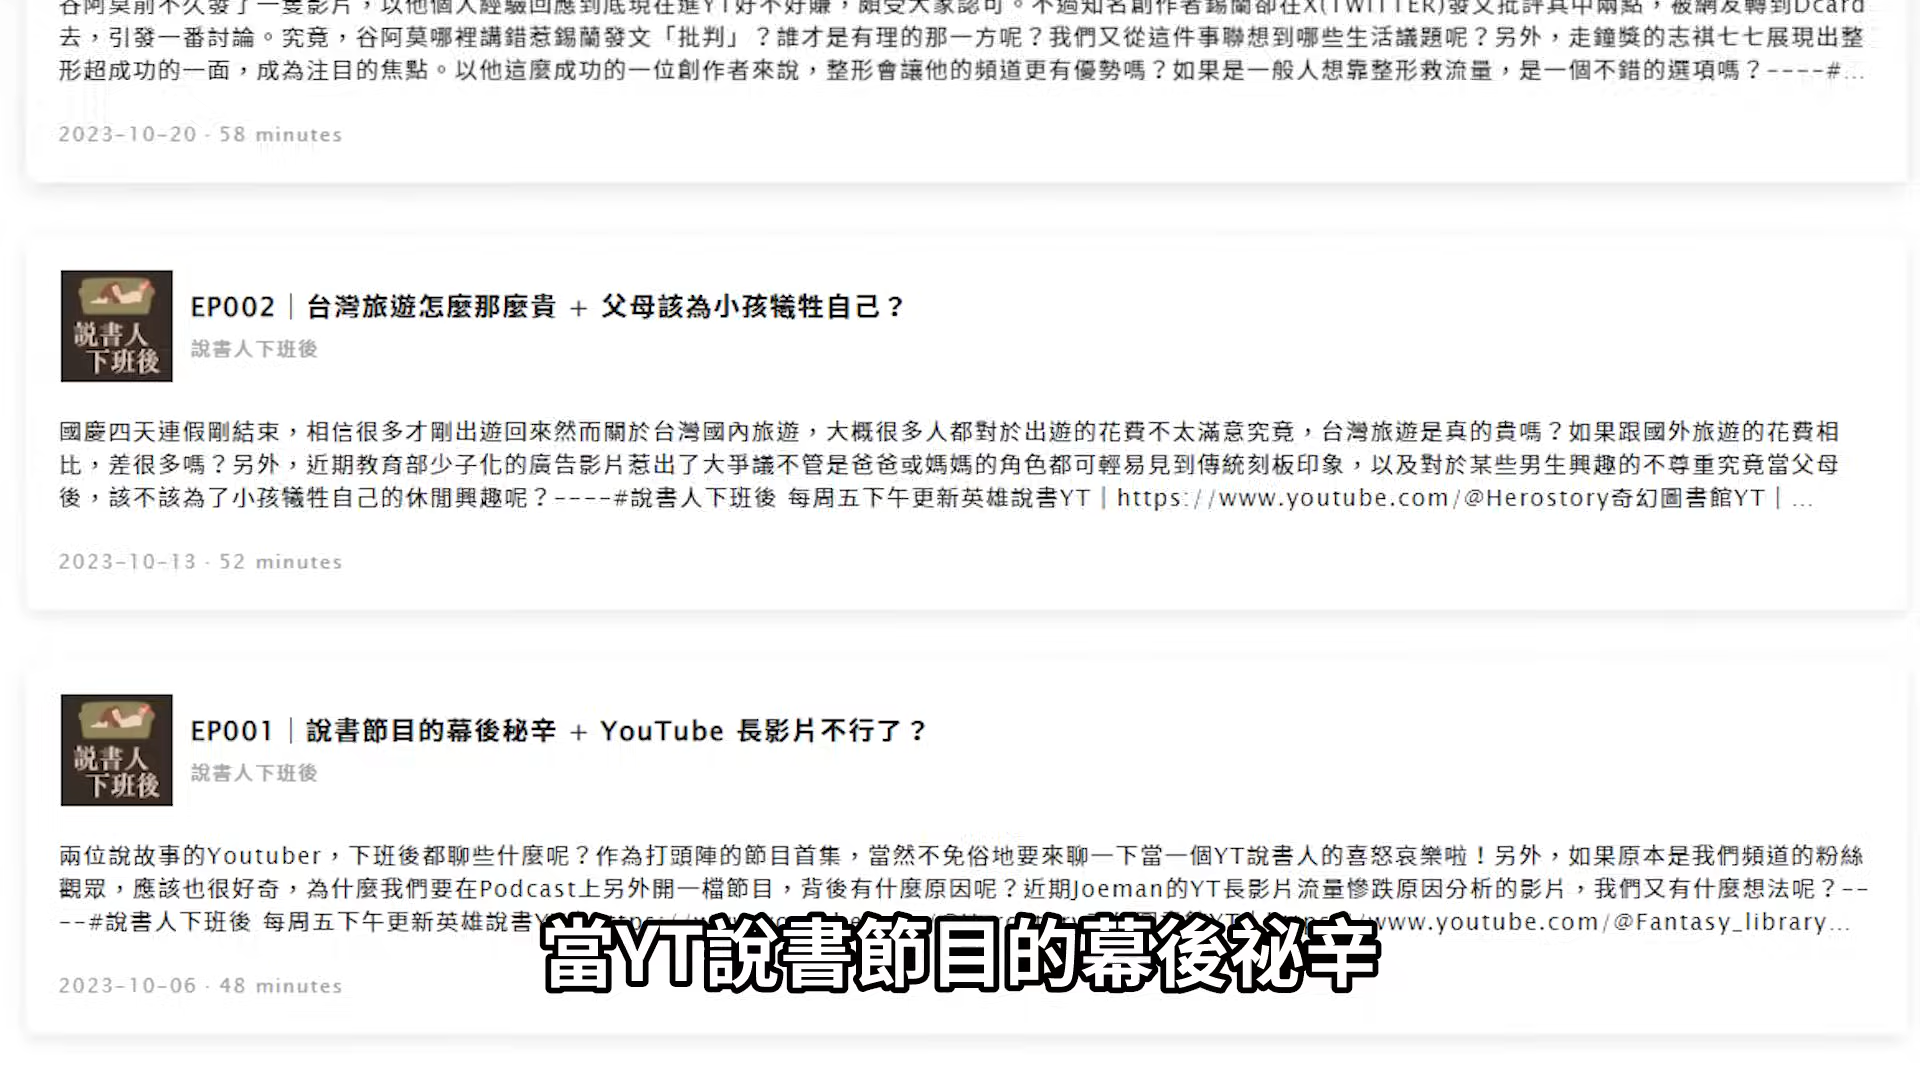 谷阿莫前不久發了一隻影片，以他個人經驗回應到底現在進YT好不好賺，頗受大家認可。不過知名創作者錫蘭卻在X(TWITTER)發文批評其中兩點，被網友轉到Dcard
去，引發一番討論。究竟，谷阿莫哪裡講錯惹錫蘭發文「批判」？誰才是有理的那一方呢？我們又從這件事聯想到哪些生活議題呢？另外，走鐘獎的志祺七七展現出整
形超成功的一面，成為注目的焦點。以他這麼成功的一位創作者來說，整形會讓他的頻道更有優勢嗎？如果是一般人想靠整形救流量，是一個不錯的選項嗎？----#...
2023-10-20 · 58 minutes
說書人
下班後
EP002｜台灣旅遊怎麼那麼貴 + 父母該為小孩犧牲自己？
說書人下班後
國慶四天連假剛結束，相信很多才剛出遊回來然而關於台灣國內旅遊，大概很多人都對於出遊的花費不太滿意究竟，台灣旅遊是真的貴嗎？如果跟國外旅遊的花費相
比，差很多嗎？另外，近期教育部少子化的廣告影片惹出了大爭議不管是爸爸或媽媽的角色都可輕易見到傳統刻板印象，以及對於某些男生興趣的不尊重究竟當父母
後，該不該為了小孩犧牲自己的休閒興趣呢？----#說書人下班後 每周五下午更新英雄說書YT｜https://www.youtube.com/@Herostory奇幻圖書館YT｜...
2023-10-13 · 52 minutes
說書人
下班後
EP001｜說書節目的幕後秘辛 + YouTube 長影片不行了？
說書人下班後
兩位說故事的Youtuber，下班後都聊些什麼呢？作為打頭陣的節目首集，當然不免俗地要來聊一下當一個YT說書人的喜怒哀樂啦！另外，如果原本是我們頻道的粉絲
觀眾，應該也很好奇，為什麼我們要在Podcast上另外開一檔節目，背後有什麼原因呢？近期Joeman的YT長影片流量慘跌原因分析的影片，我們又有什麼想法呢？--
--#說書人下班後 每周五下午更新英雄說書 www.youtube.com/@Fantasy_library...
當YT說書節目的幕後祕辛
2023-10-06 · 48 minutes